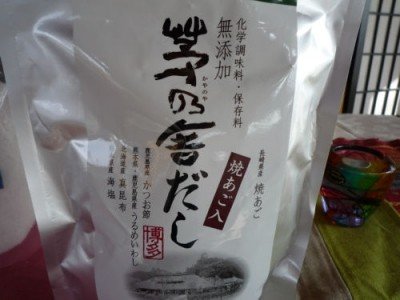 化学調味料・保存料
無添加
茅乃舎だし
かやのや
焼あご入
長崎県産 焼あご
鹿児島県産 かつお節
熊本県・鹿児島県産 うるめいわし
北海道産 真昆布
海塩
博多